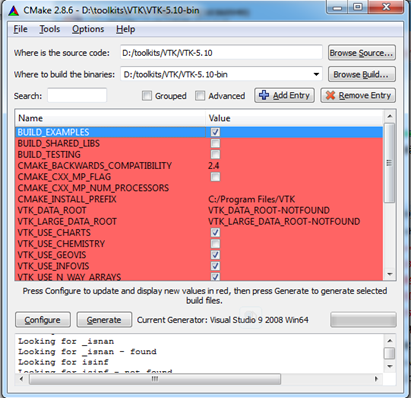 CMake 2.8.6 - D:\toolkits\VTK\VTK-5.10-bin
File Tools Options Help
Where is the source code: D:/toolkits/VTK/VTK-5.10 Browse Source...
Where to build the binaries: D:/toolkits/VTK/VTK-5.10-bin Browse Build...
Search: Grouped Advanced Add Entry Remove Entry
Name Value
BUILD_EXAMPLES
BUILD_SHARED_LIBS
BUILD_TESTING
CMAKE_BACKWARDS_COMPATIBILITY 2.4
CMAKE_CXX_MP_FLAG
CMAKE_CXX_MP_NUM_PROCESSORS
CMAKE_INSTALL_PREFIX C:/Program Files/VTK
VTK_DATA_ROOT VTK_DATA_ROOT-NOTFOUND
VTK_LARGE_DATA_ROOT VTK_LARGE_DATA_ROOT-NOTFOUND
VTK_USE_CHARTS
VTK_USE_CHEMISTRY
VTK_USE_GEOVIS
VTK_USE_INFOVIS
VTK_USE_N_WAY_ARRAYS
Press Configure to update and display new values in red, then press Generate to generate selected
build files.
Configure Generate Current Generator: Visual Studio 9 2008 Win64
Looking for _isnan
Looking for _isnan - found
Looking for isinf
Looking for isinf - not found